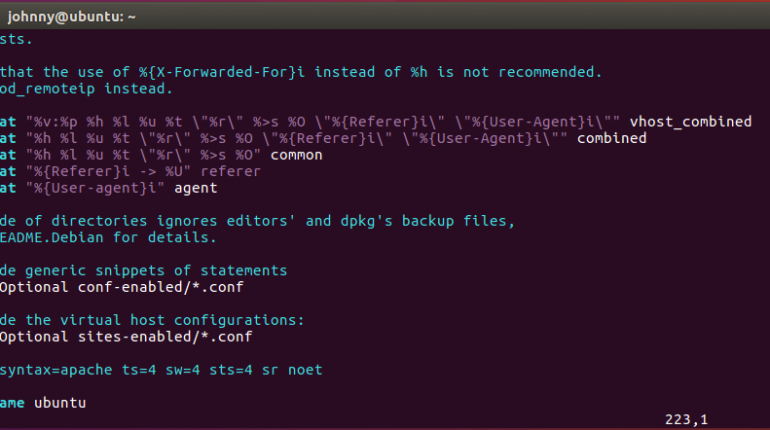 johnny@ubuntu: ~
sts.
that the use of %{X-Forwarded-For}i instead of %h is not recommended.
od_remoteip instead.
at "%v:%p %h %l %u %t \"%r\" %>s %O \"%{Referer}i\" \"%{User-Agent}i\"" vhost_combined
at "%h %l %u %t \"%r\" %>s %O \"%{Referer}i\" \"%{User-Agent}i\"" combined
at "%h %l %u %t \"%r\" %>s %O" common
at "%{Referer}i -> %U" referer
at "%{User-agent}i" agent
de of directories ignores editors' and dpkg's backup files,
EADME.Debian for details.
de generic snippets of statements
Optional conf-enabled/*.conf
de the virtual host configurations:
Optional sites-enabled/*.conf
syntax=apache ts=4 sw=4 sts=4 sr noet
ame ubuntu
223,1